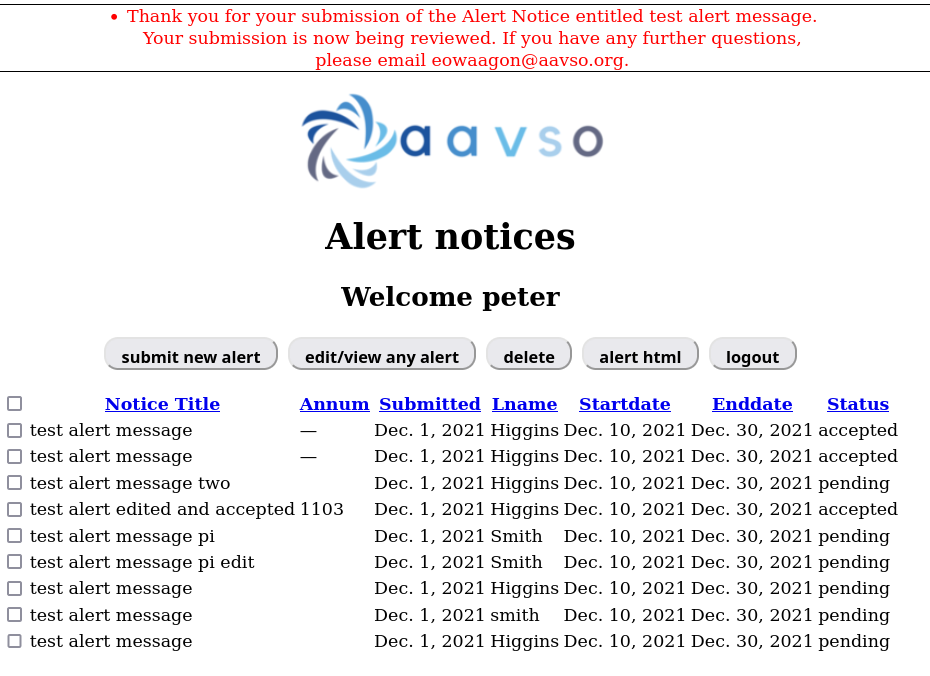 • Thank you for your submission of the Alert Notice entitled test alert message.
Your submission is now being reviewed. If you have any further questions,
please email eowaagon@aavso.org.
aavso
Alert notices
Welcome peter
submit new alert edit/view any alert delete alert html logout
Notice Title Annum Submitted Lname Startdate Enddate Status
test alert message — Dec. 1, 2021 Higgins Dec. 10, 2021 Dec. 30, 2021 accepted
test alert message — Dec. 1, 2021 Higgins Dec. 10, 2021 Dec. 30, 2021 accepted
test alert message two Dec. 1, 2021 Higgins Dec. 10, 2021 Dec. 30, 2021 pending
test alert edited and accepted 1103 Dec. 1, 2021 Higgins Dec. 10, 2021 Dec. 30, 2021 accepted
test alert message pi Dec. 1, 2021 Smith Dec. 10, 2021 Dec. 30, 2021 pending
test alert message pi edit Dec. 1, 2021 Smith Dec. 10, 2021 Dec. 30, 2021 pending
test alert message Dec. 1, 2021 Higgins Dec. 10, 2021 Dec. 30, 2021 pending
test alert message Dec. 1, 2021 smith Dec. 10, 2021 Dec. 30, 2021 pending
test alert message Dec. 1, 2021 Higgins Dec. 10, 2021 Dec. 30, 2021 pending